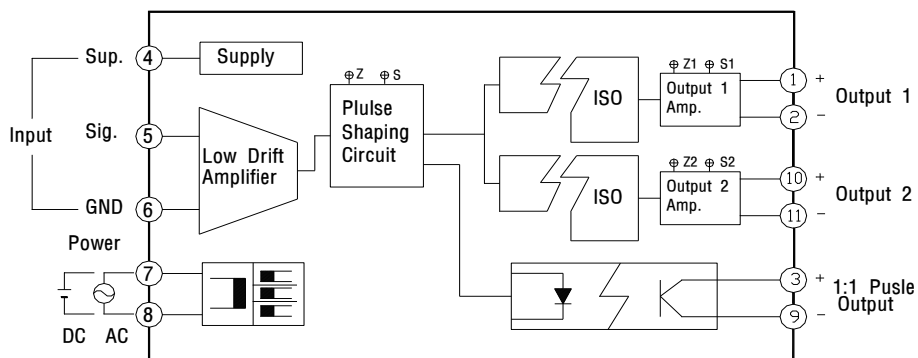 Sup.
4
Supply
Input
Sig.
5
Low Drift
Amplifier
GND
6
Z S
Plulse
Shaping
Circuit
ISO
Z1 S1
Output 1
Amp.
1 +
2 -
Output 1
ISO
Z2 S2
Output 2
Amp.
10 +
11 -
Output 2
Power
7
8
DC AC
3 +
9 -
1:1 Pusle
Output